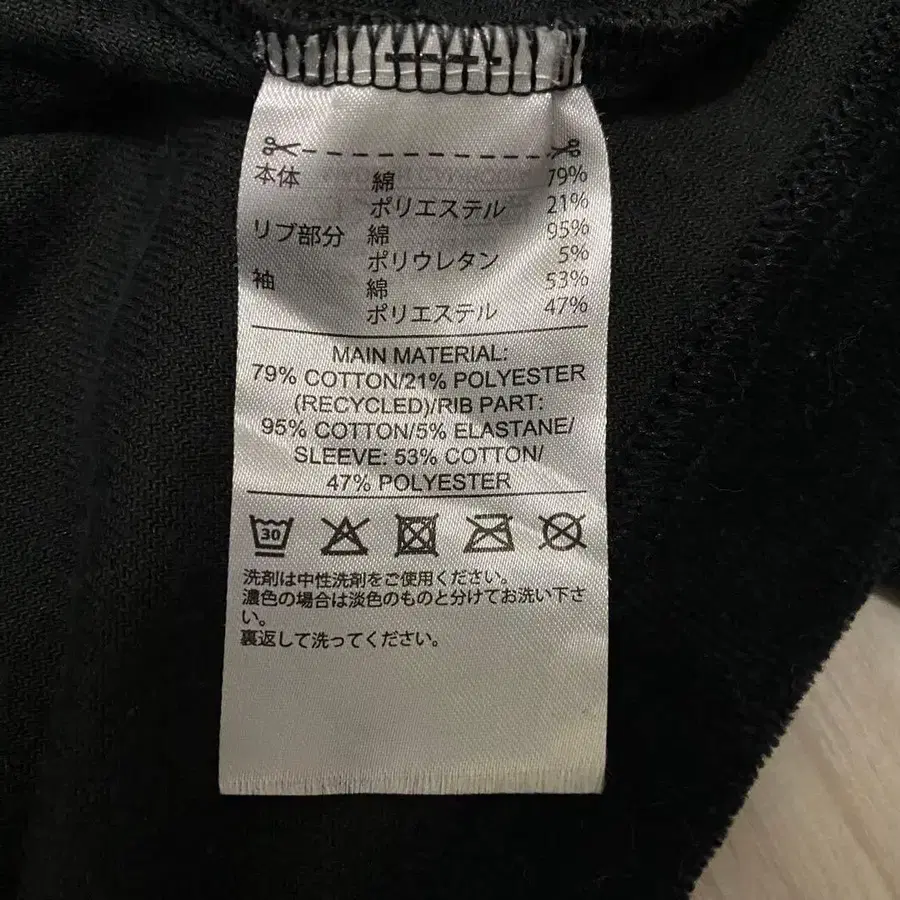 本体 綿 79%
ポリエステル 21%
リブ部分 綿 95%
ポリウレタン 5%
袖 綿 53%
ポリエステル 47%
MAIN MATERIAL:
79% COTTON/21% POLYESTER
(RECYCLED)/RIB PART:
95% COTTON/5% ELASTANE/
SLEEVE: 53% COTTON/
47% POLYESTER
30
洗剤は中性洗剤をご使用ください。
濃色の場合は淡色のものと分けてお洗い下さ
い。
裏返して洗ってください。